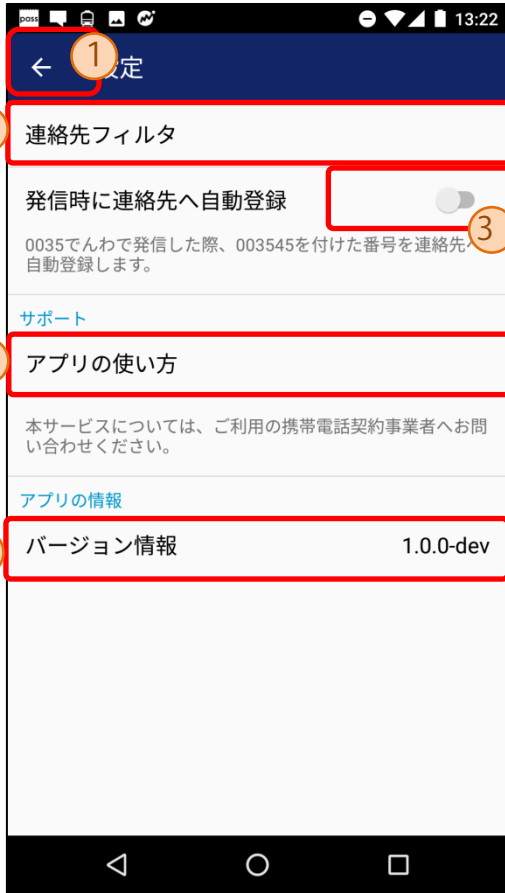 pass 13:22
1
定
連絡先フィルタ
発信時に連絡先へ自動登録
3
0035でんわで発信した際、003545を付けた番号を連絡先
自動登録します。
サポート
アプリの使い方
本サービスについては、ご利用の携帯電話契約事業者へお問
い合わせください。
アプリの情報
バージョン情報 1.0.0-dev